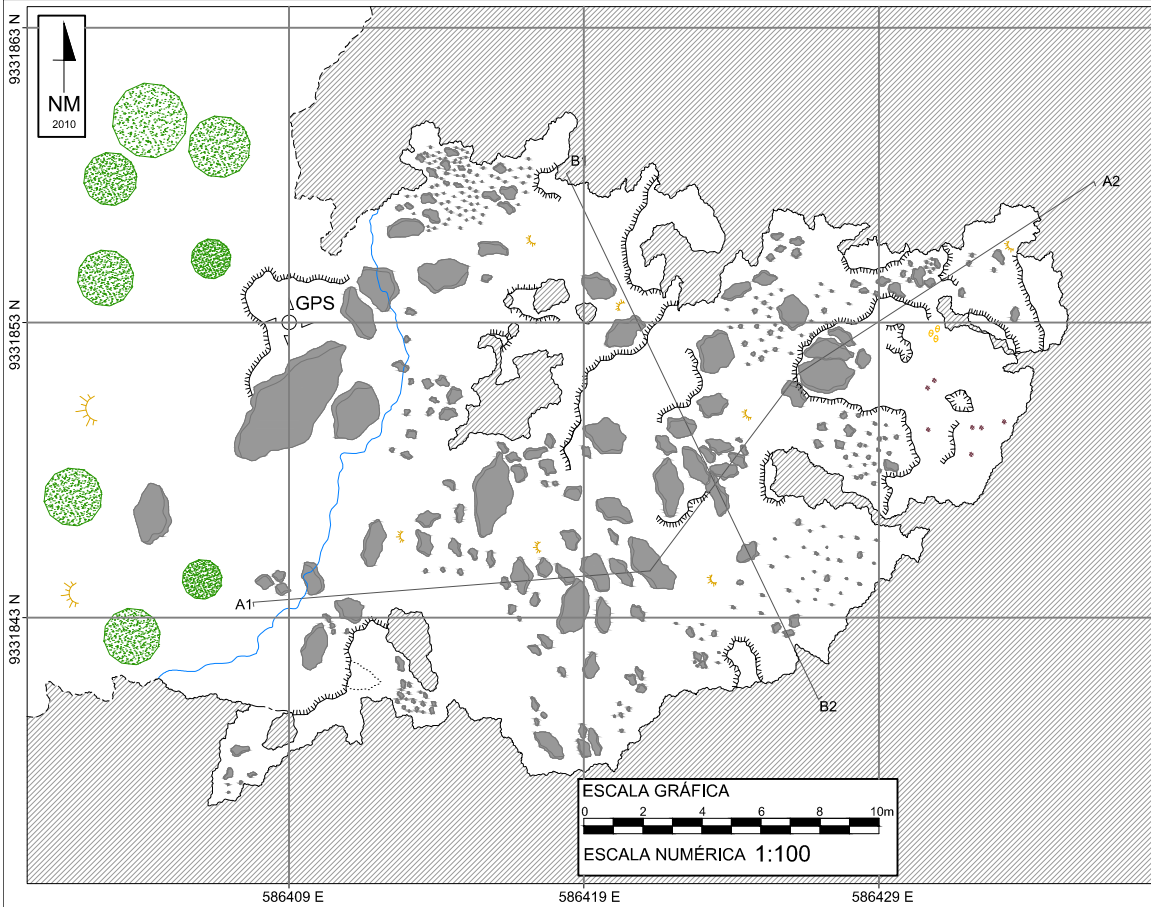 9331863 N
NM
2010
B
A2
GPS
9331853 N
A1
9331843 N
B2
ESCALA GRÁFICA
0 2 4 6 8 10m
ESCALA NUMÉRICA 1:100
586409 E 586419 E 586429 E